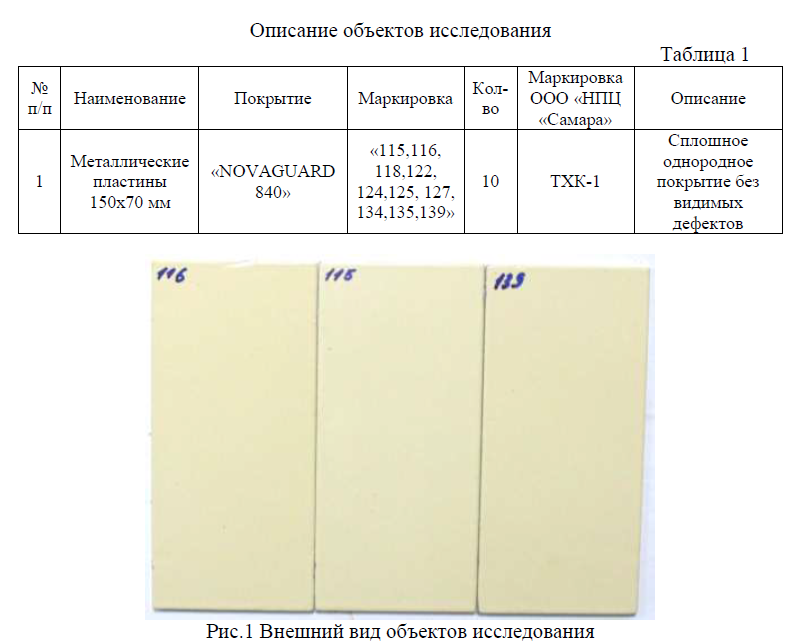 Описание объектов исследования
Таблица 1
№ п/п Наименование Покрытие Маркировка Кол-во Маркировка ООО «НПЦ «Самара» Описание
1 Металлические пластины 150х70 мм «NOVAGUARD 840» «115,116, 118,122, 124,125, 127, 134,135,139» 10 ТХК-1 Сплошное однородное покрытие без видимых дефектов
116 115 139
Рис.1 Внешний вид объектов исследования